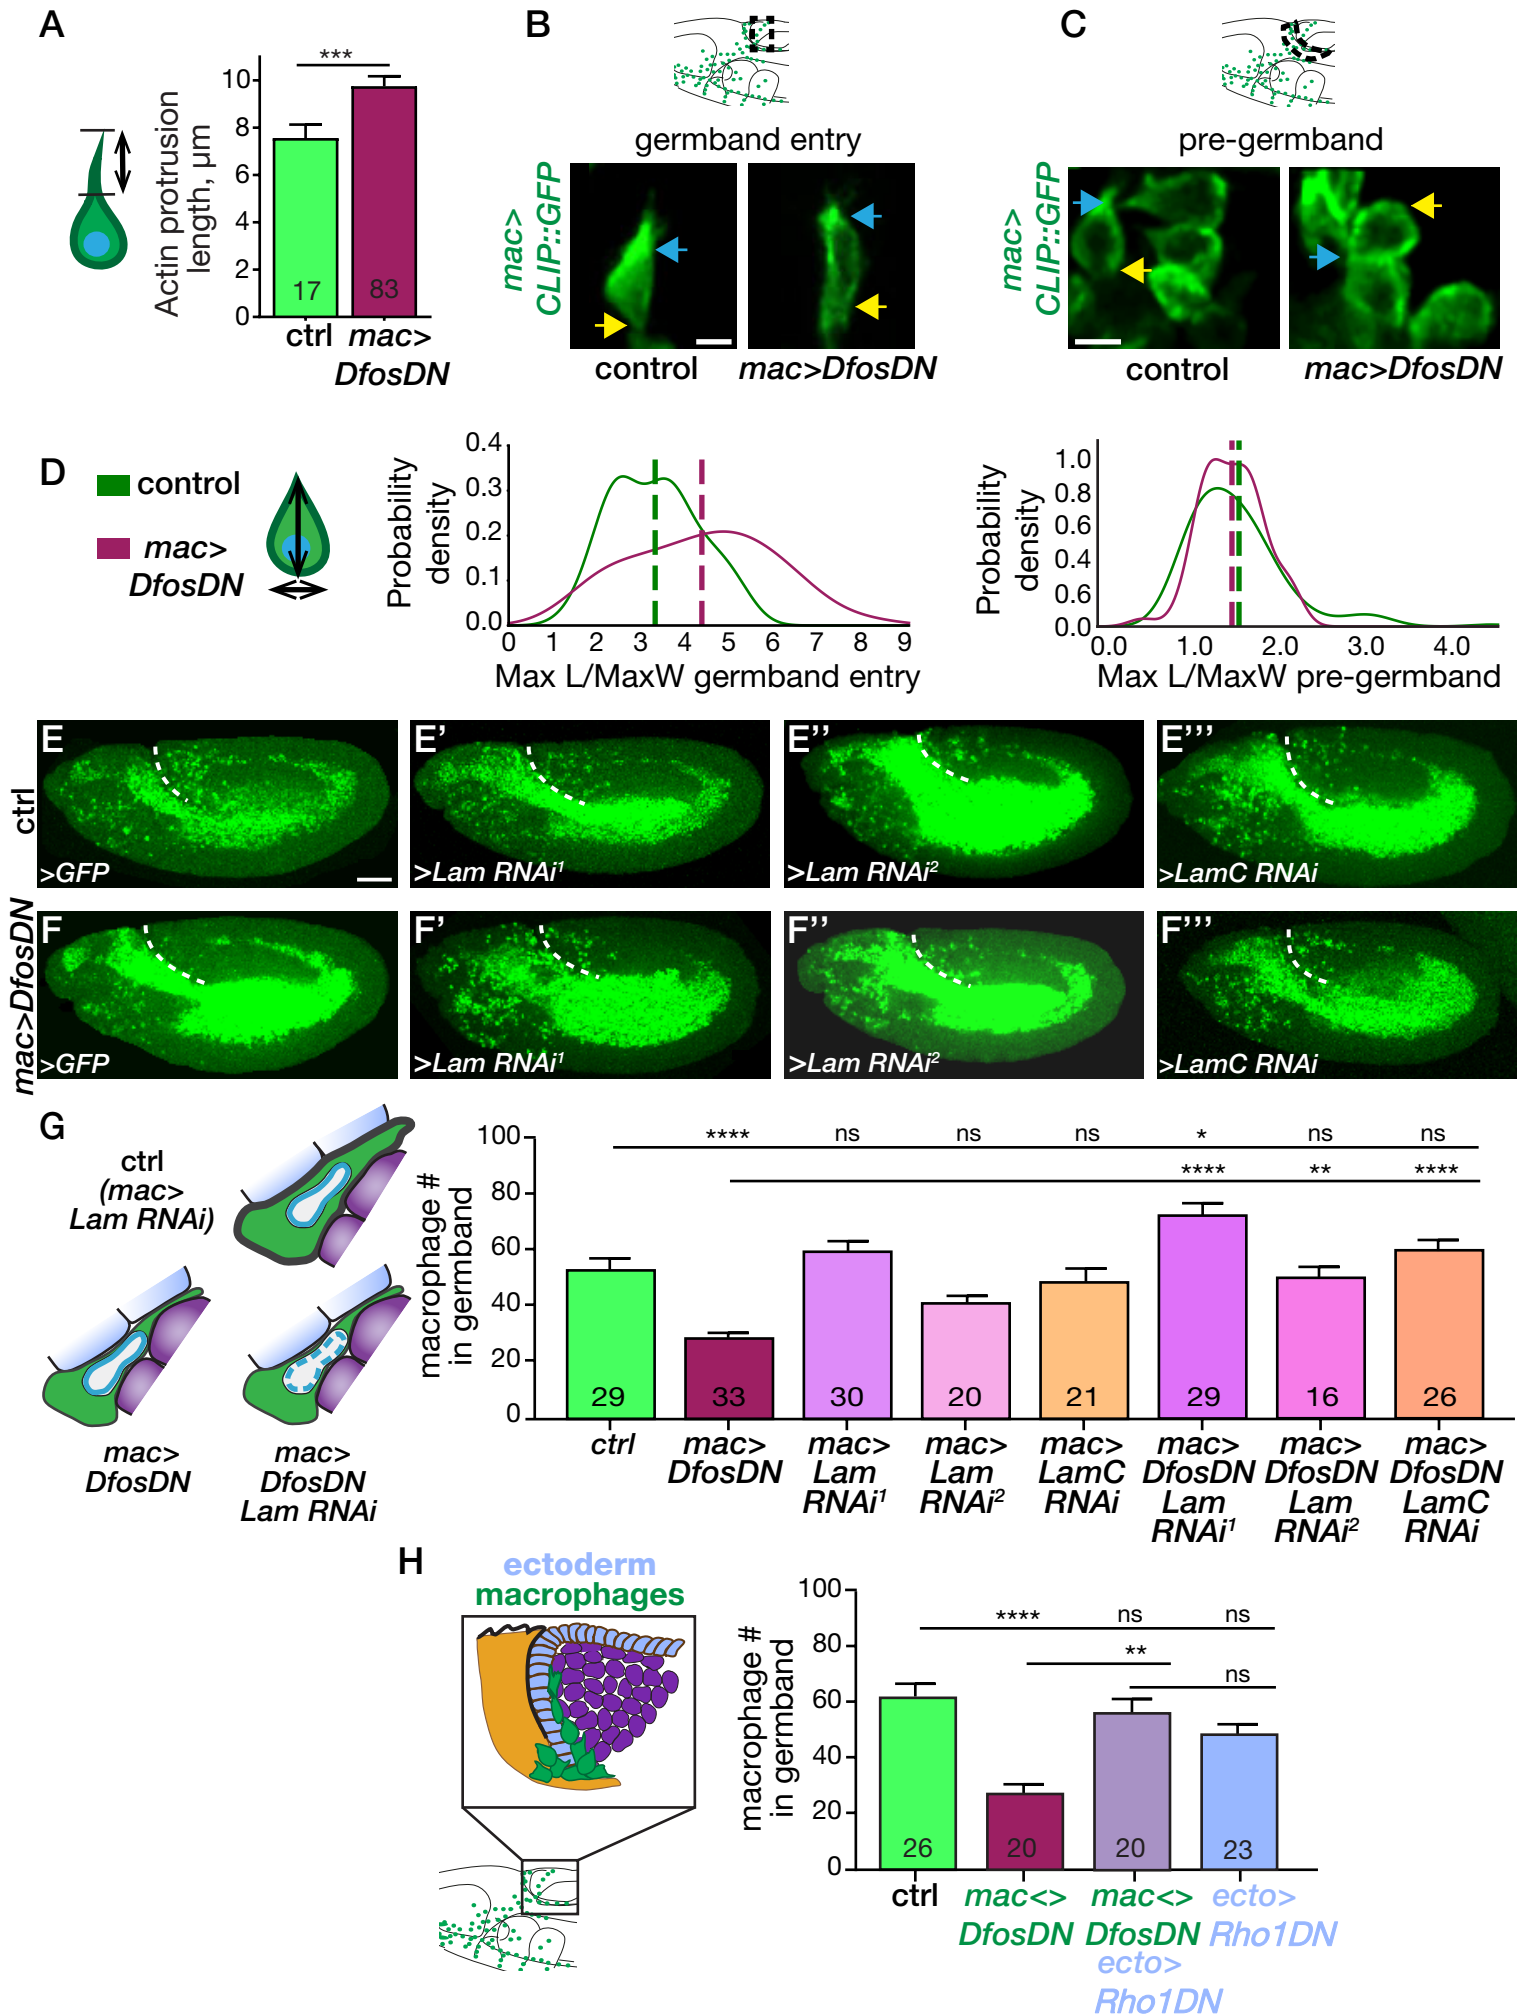 A
***
10
8
6
4
2
0
Actin protrusion
length, µm
17
83
ctrl
mac>
DfosDN
B
germband entry
mac>
CLIP::GFP
control
mac>DfosDN
C
pre-germband
mac>
CLIP::GFP
control
mac>DfosDN
D
control
mac>
DfosDN
Probability
density
0.4
0.3
0.2
0.1
0.0
0 1 2 3 4 5 6 7 8 9
Max L/MaxW germband entry
Probability
density
1.0
0.8
0.6
0.4
0.6
0.0
0.0 1.0 2.0 3.0 4.0
Max L/MaxW pre-germband
ctrl
E
>GFP
E'
>Lam RNAi¹
E''
>Lam RNAi²
E'''
>LamC RNAi
mac>DfosDN
F
>GFP
F'
>Lam RNAi¹
F''
>Lam RNAi²
F'''
>LamC RNAi
G
ctrl
(mac>
Lam RNAi)
mac>
DfosDN
mac>
DfosDN
Lam RNAi
macrophage #
in germband
100
80
60
40
20
0
**** ns ns ns * ns ns
**** ** ****
29 33 30 20 21 29 16 26
ctrl
mac>
DfosDN
mac>
Lam
RNAi¹
mac>
Lam
RNAi²
mac>
LamC
RNAi
mac>
DfosDN
Lam
RNAi¹
mac>
DfosDN
Lam
RNAi²
mac>
DfosDN
LamC
RNAi
H
ectoderm
macrophages
macrophage #
in germband
100
80
60
40
20
0
**** ns ns
**
ns
26 20 20 23
ctrl
mac<>
DfosDN
mac<>
DfosDN
ecto>
Rho1DN
ecto>
Rho1DN